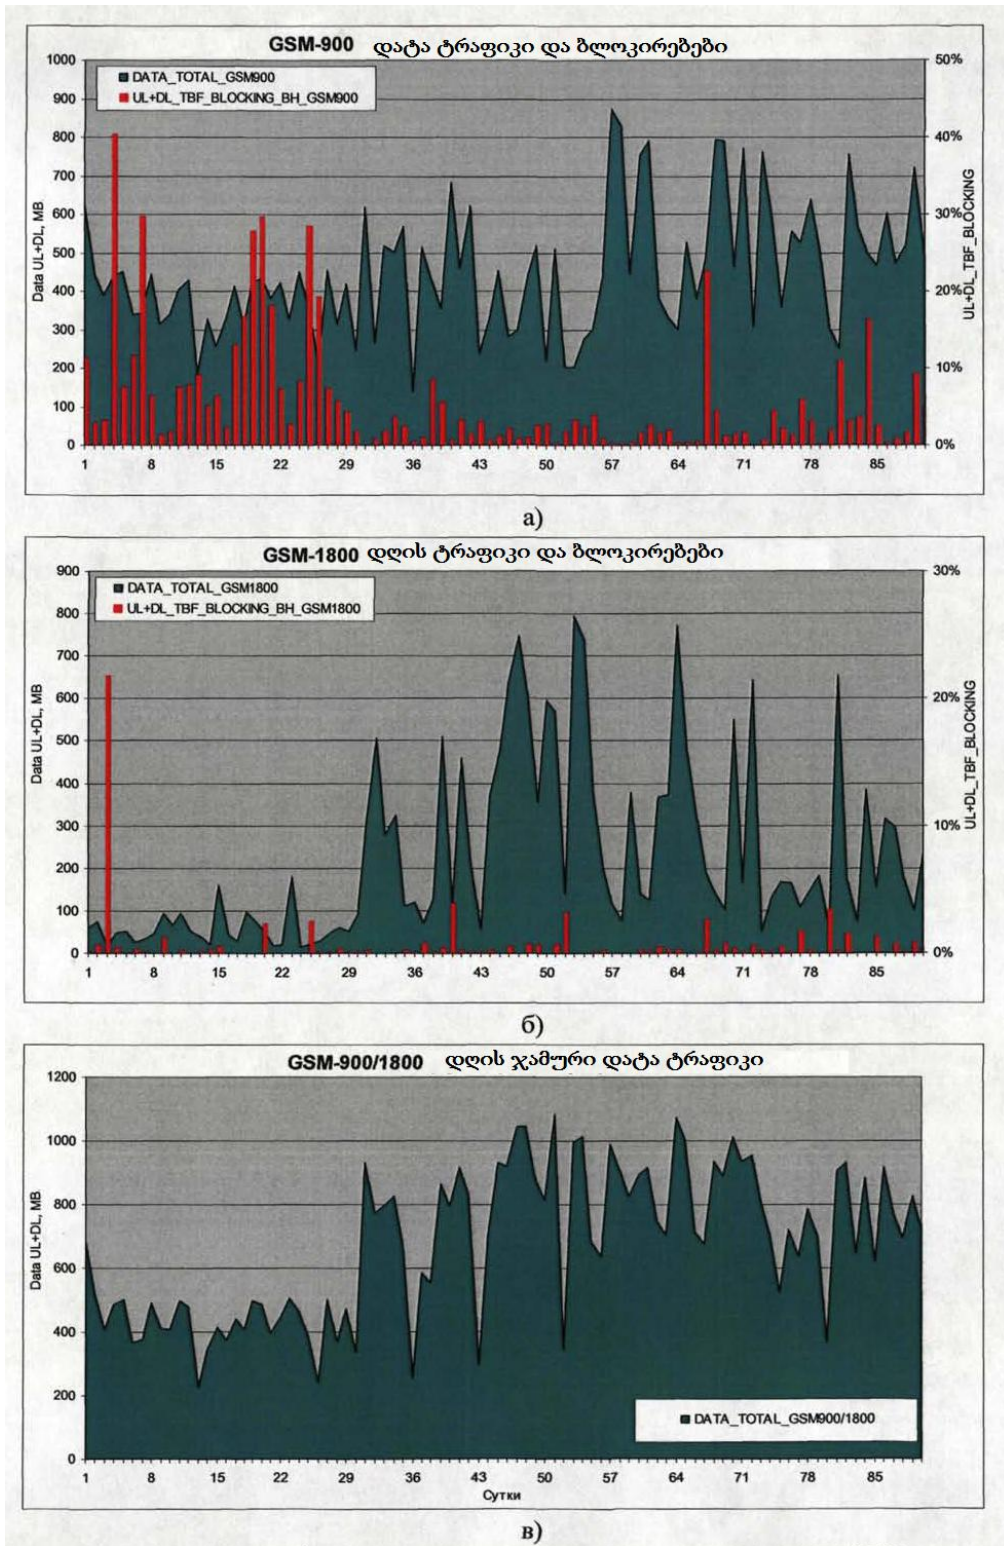 GSM-900 დატა ტრაფიკი და ბლოკირებები
DATA_TOTAL_GSM900
UL+DL_TBF_BLOCKING_BH_GSM900
1000
900
800
700
600
500
400
300
200
100
0
Data UL+DL, MB
50%
40%
30%
20%
10%
0%
UL+DL_TBF_BLOCKING
1 8 15 22 29 36 43 50 57 64 71 78 85
а)
GSM-1800 დღის ტრაფიკი და ბლოკირებები
DATA_TOTAL_GSM1800
UL+DL_TBF_BLOCKING_BH_GSM1800
900
800
700
600
500
400
300
200
100
0
Data UL+DL, MB
30%
20%
10%
0%
UL+DL_TBF_BLOCKING
1 8 15 22 29 36 43 50 57 64 71 78 85
б)
GSM-900/1800 დღის ჯამური დატა ტრაფიკი
1200
1000
800
600
400
200
0
Data UL+DL, MB
DATA_TOTAL_GSM900/1800
1 8 15 22 29 36 43 50 57 64 71 78 85
Сутки
в)